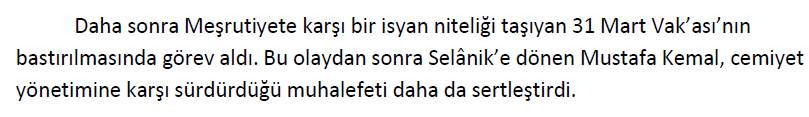 Daha sonra Meşrutiyete karşı bir isyan niteliği taşıyan 31 Mart Vak’ası’nın
bastırılmasında görev aldı. Bu olaydan sonra Selânik’e dönen Mustafa Kemal, cemiyet
yönetimine karşı sürdürdüğü muhalefeti daha da sertleştirdi.